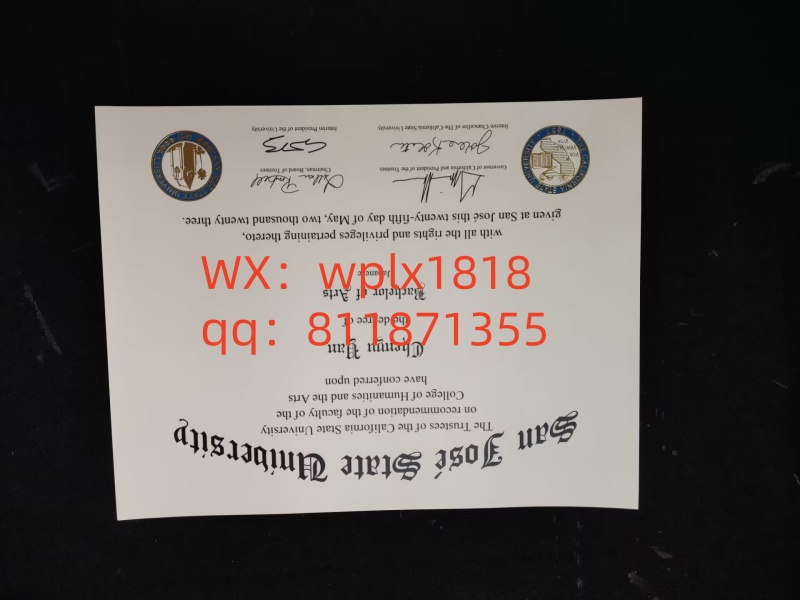 San José State University
The Trustees of the California State University
on recommendation of the faculty of the
College of Humanities and the Arts
have conferred upon
Chenyu
the degree of
Bachelor of Arts
Japanese
with all the rights and privileges pertaining thereto,
given at San José this twenty-fifth day of May, two thousand twenty three.
Governor of California and President of the Trustees
Chairman, Board of Trustees
Interim Chancellor of The California State University
Interim President of the University
WX：wplx1818
qq：811871355